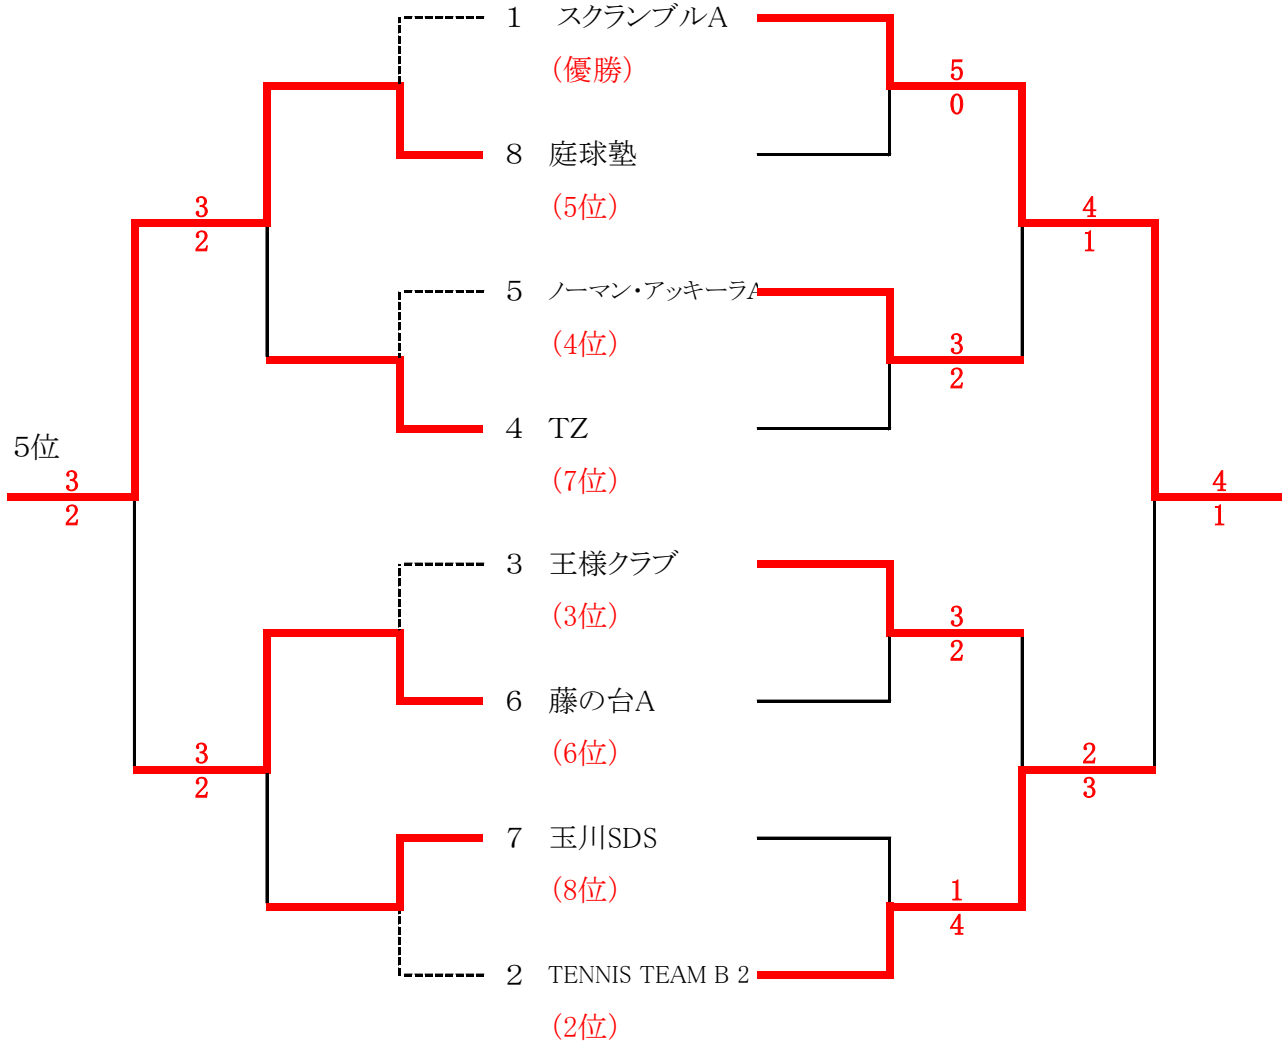 1 スクランブルA
(優勝)
5
0
8 庭球塾
3
2
(5位)
4
1
5 ノーマン・アッキーラA
(4位)
3
2
4 TZ
5位
3
2
(7位)
4
1
3 王様クラブ
(3位)
3
2
6 藤の台A
3
2
(6位)
2
3
7 玉川SDS
(8位)
1
4
2 TENNIS TEAM B 2
(2位)